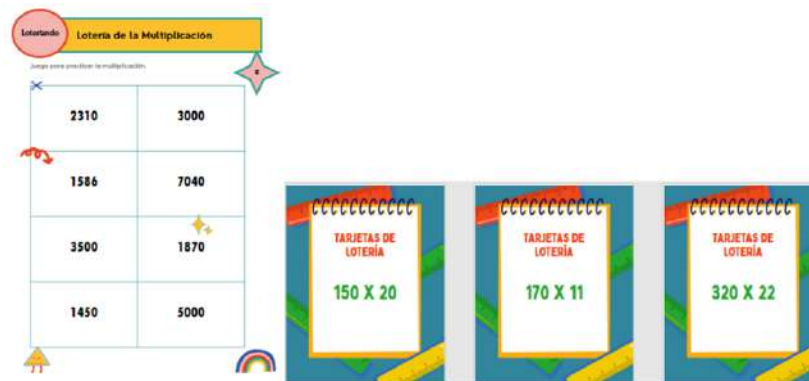 Loteriando
Lotería de la Multiplicación
Juego para practicar la multiplicación.
2310 3000
1586 7040
3500 1870
1450 5000
TARJETAS DE
LOTERÍA
150 X 20
TARJETAS DE
LOTERÍA
170 X 11
TARJETAS DE
LOTERÍA
320 X 22